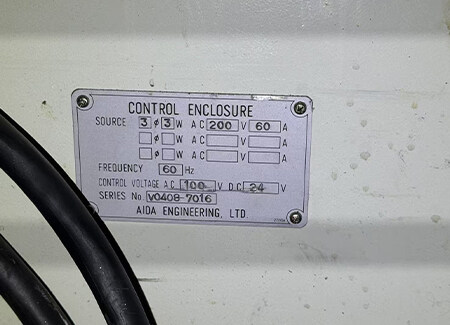 CONTROL ENCLOSURE
SOURCE 3 ø 3 W AC 200 V 60 A
ø W AC V A
ø W AC V A
FREQUENCY 60 Hz
CONTROL VOLTAGE A.C. 100 V D.C 24 V
SERIES No. V0408-7016
AIDA ENGINEERING, LTD.